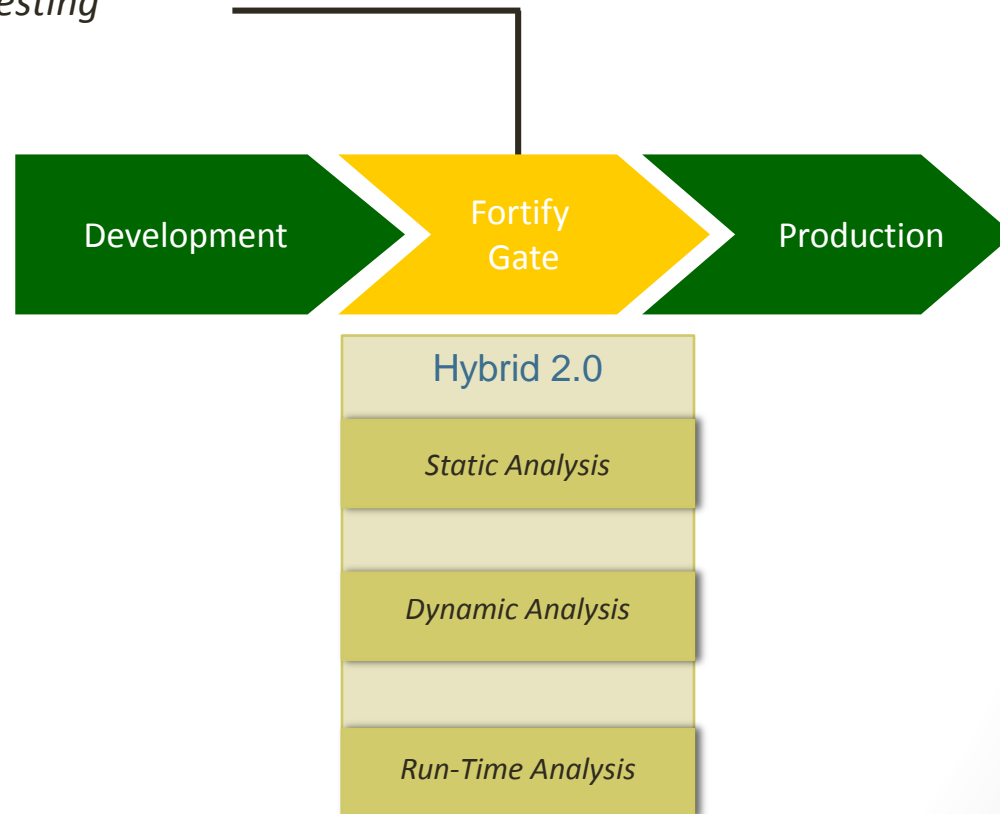 esting
Development
Fortify
Gate
Production
Hybrid 2.0
Static Analysis
Dynamic Analysis
Run-Time Analysis